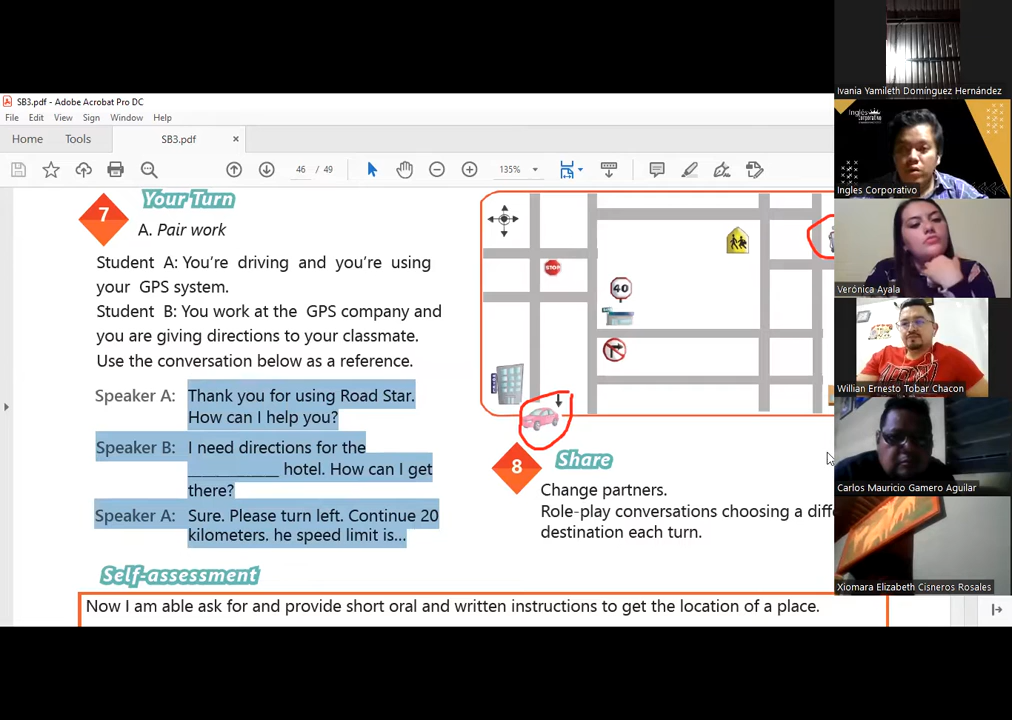 SB3.pdf - Adobe Acrobat Pro DC
File Edit View Sign Window Help
Home Tools SB3.pdf ×
46 / 49 135%
7 Your Turn
A. Pair work
Student A: You're driving and you're using
your GPS system.
Student B: You work at the GPS company and
you are giving directions to your classmate.
Use the conversation below as a reference.
Speaker A: Thank you for using Road Star.
How can I help you?
Speaker B: I need directions for the
____________ hotel. How can I get
there?
Speaker A: Sure. Please turn left. Continue 20
kilometers. he speed limit is...
STOP
40
8 Share
Change partners.
Role-play conversations choosing a diffe
destination each turn.
Self-assessment
Now I am able ask for and provide short oral and written instructions to get the location of a place.
Ivania Yamileth Domínguez Hernández
Inglés
Corporativo
Ingles Corporativo
Verónica Ayala
Willian Ernesto Tobar Chacon
Carlos Mauricio Gamero Aguilar
Xiomara Elizabeth Cisneros Rosales